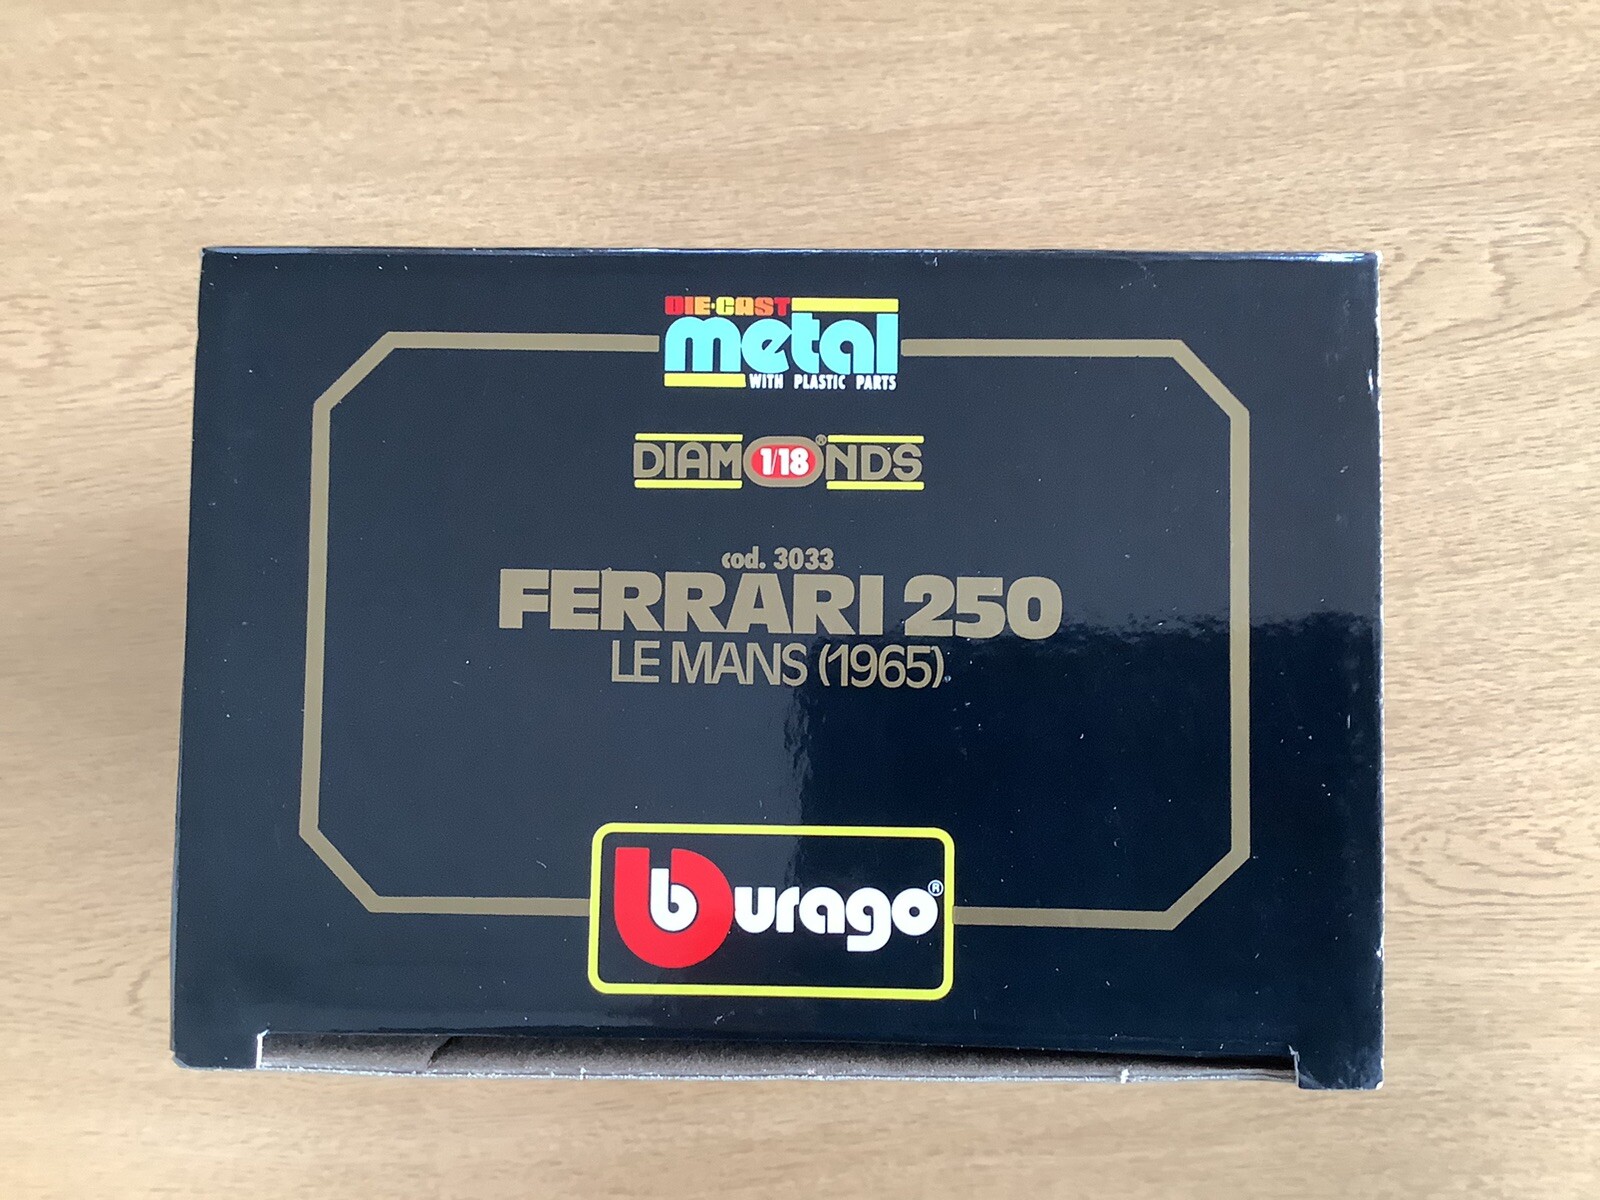 DIE-CAST
metal
WITH PLASTIC PARTS
DIAM 1/18 ® NDS
cod. 3033
FERRARI 250
LE MANS (1965)
burago ®